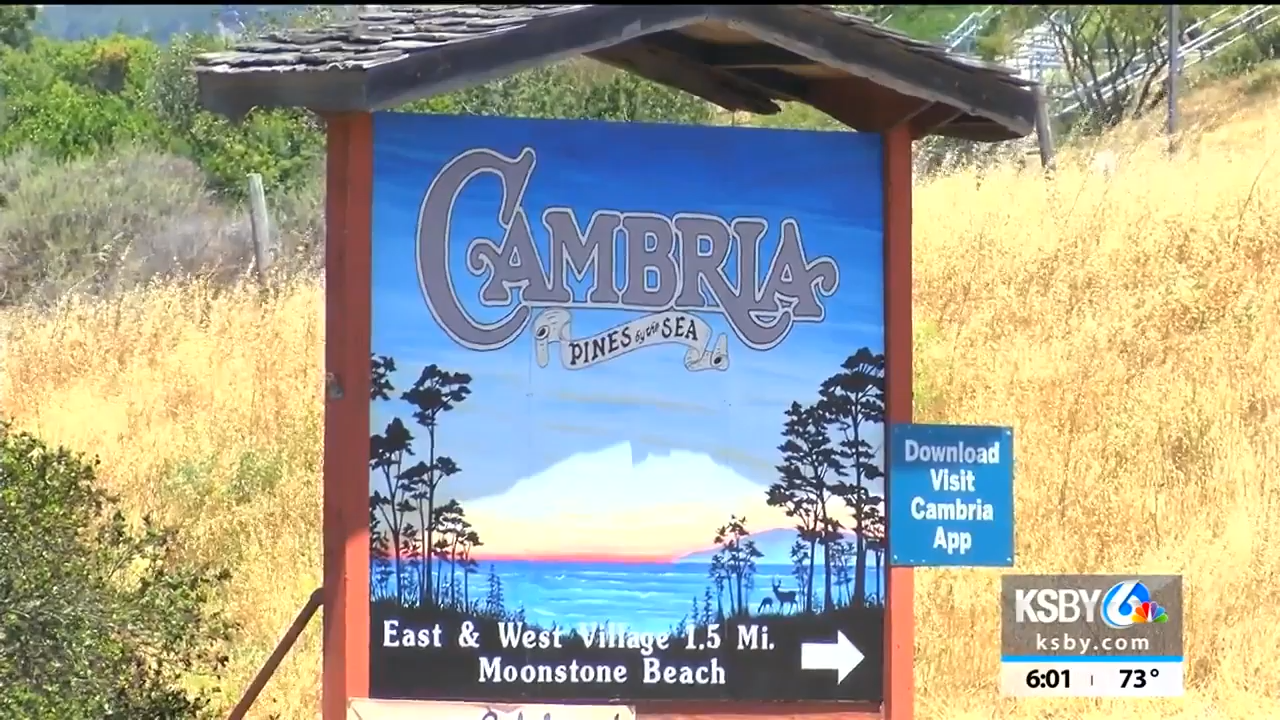 CAMBRIA
PINES by the SEA
Download
Visit
Cambria
App
East & West Village 1.5 Mi.
Moonstone Beach
KSBY 6
ksby.com
6:01 73°